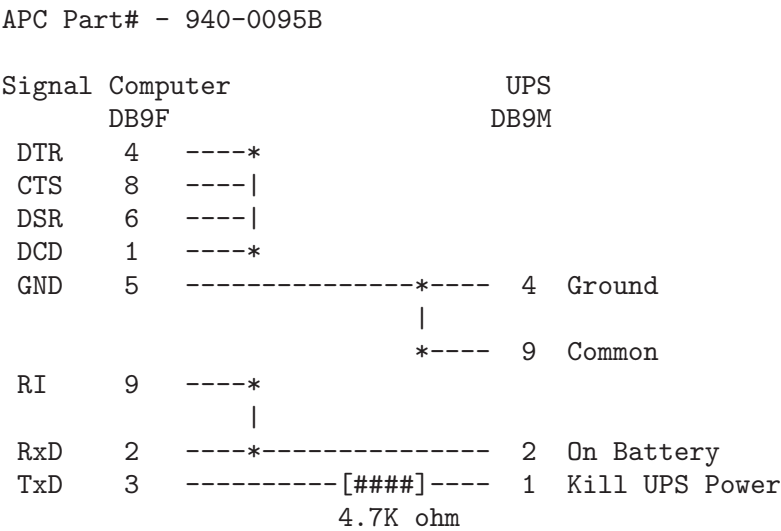 APC Part# - 940-0095B
Signal Computer UPS
DB9F DB9M
DTR 4 ----*
CTS 8 ----|
DSR 6 ----|
DCD 1 ----*
GND 5 ---------------*---- 4 Ground
|
*---- 9 Common
RI 9 ----*
|
RxD 2 ----*---------------- 2 On Battery
TxD 3 ----------[####]---- 1 Kill UPS Power
4.7K ohm